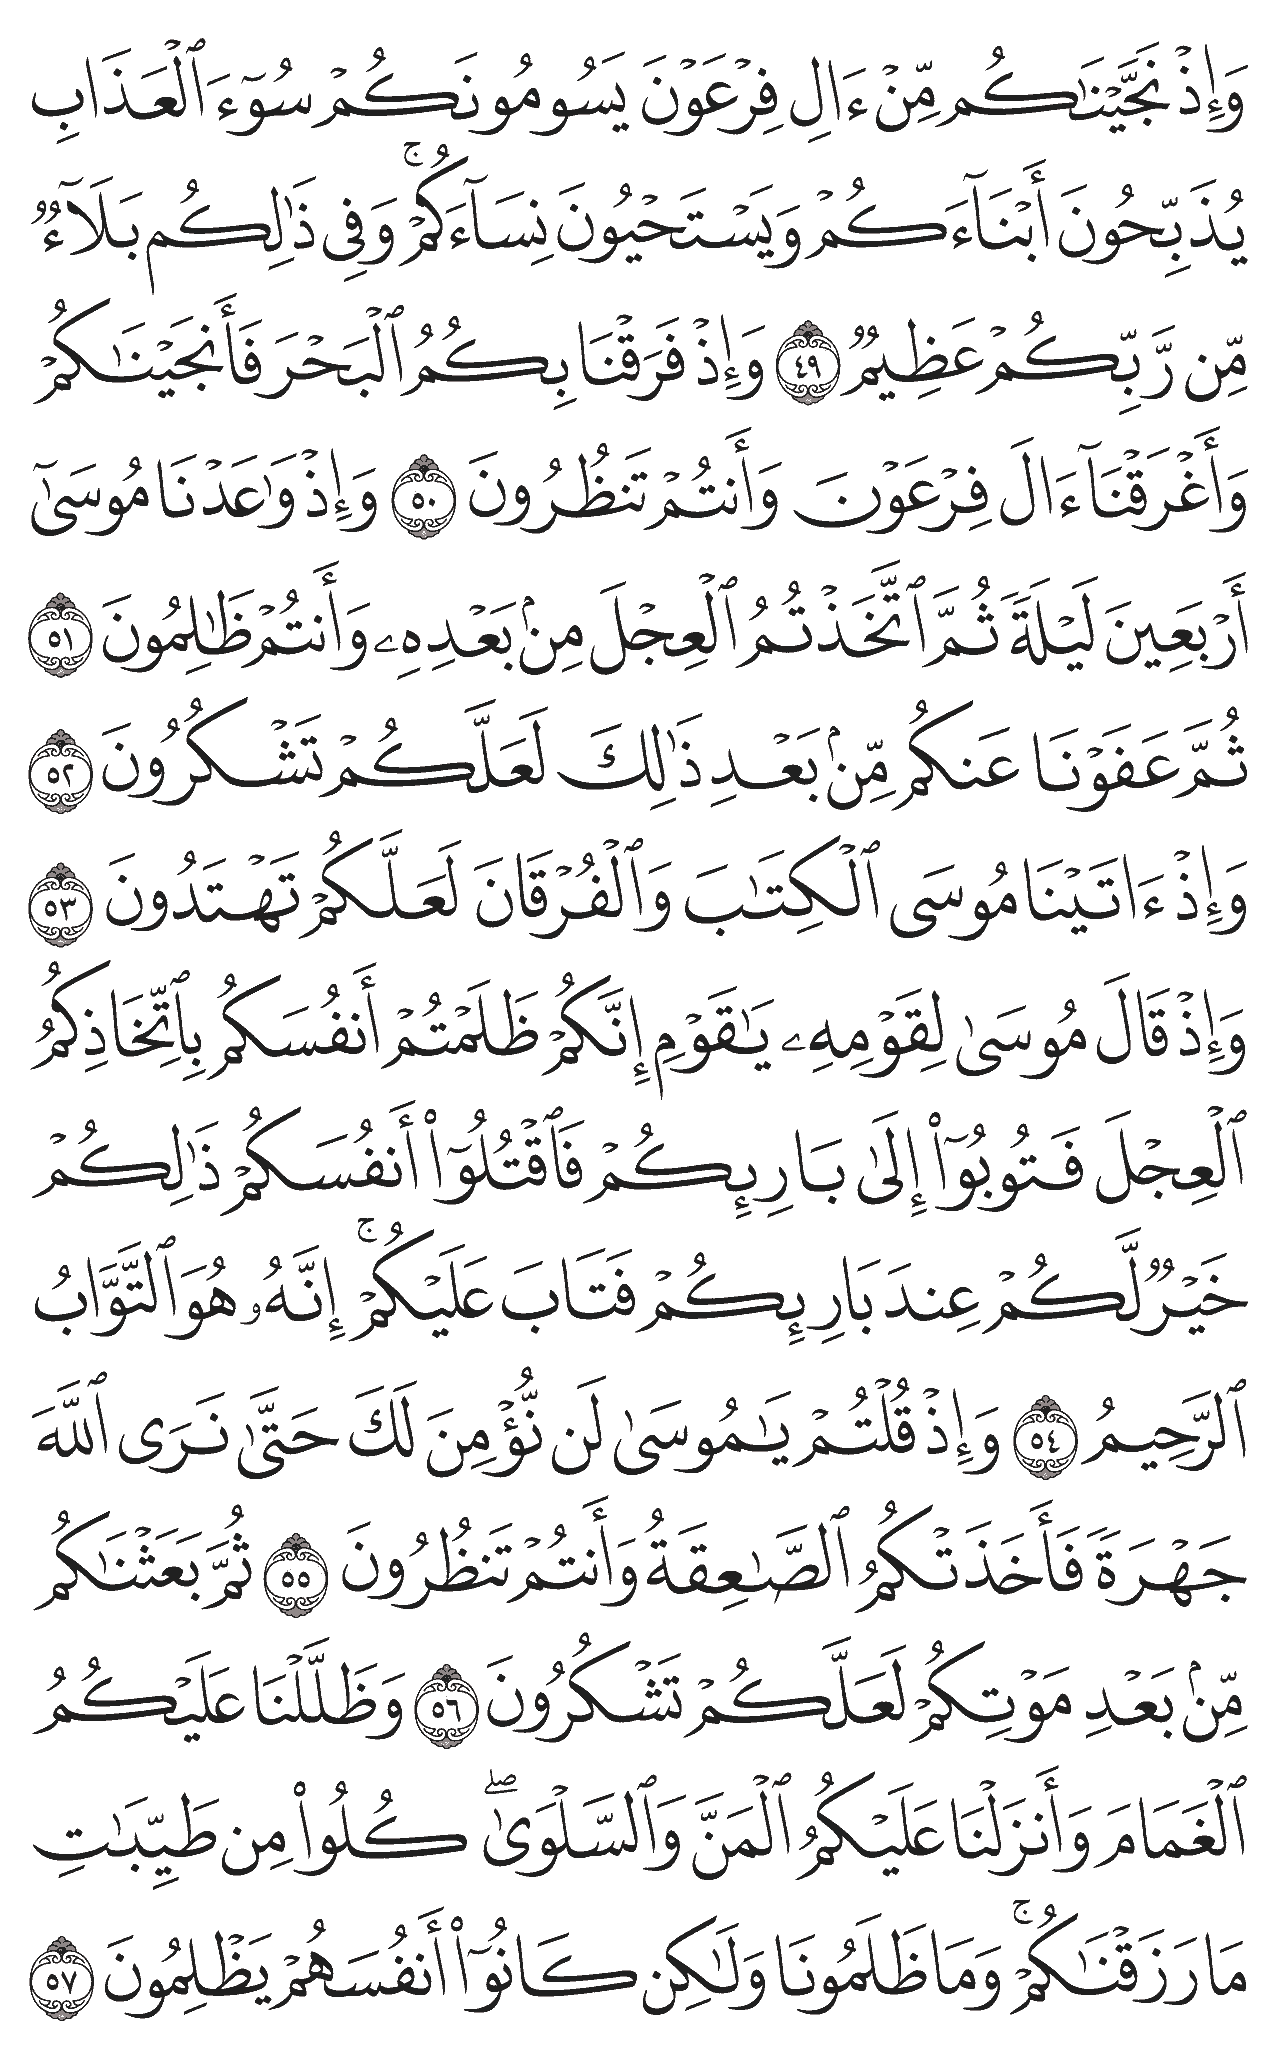 وَإِذۡ نَجَّيۡنَٰكُم مِّنۡ ءَالِ فِرۡعَوۡنَ يَسُومُونَكُمۡ سُوٓءَ ٱلۡعَذَابِ
يُذَبِّحُونَ أَبۡنَآءَكُمۡ وَيَسۡتَحۡيُونَ نِسَآءَكُمۡۚ وَفِي ذَٰلِكُم بَلَآءٞ
مِّن رَّبِّكُمۡ عَظِيمٞ ٤٩ وَإِذۡ فَرَقۡنَا بِكُمُ ٱلۡبَحۡرَ فَأَنجَيۡنَٰكُمۡ
وَأَغۡرَقۡنَآ ءَالَ فِرۡعَوۡنَ وَأَنتُمۡ تَنظُرُونَ ٥٠ وَإِذۡ وَٰعَدۡنَا مُوسَىٰٓ
أَرۡبَعِينَ لَيۡلَةٗ ثُمَّ ٱتَّخَذۡتُمُ ٱلۡعِجۡلَ مِنۢ بَعۡدِهِۦ وَأَنتُمۡ ظَٰلِمُونَ ٥١
ثُمَّ عَفَوۡنَا عَنكُم مِّنۢ بَعۡدِ ذَٰلِكَ لَعَلَّكُمۡ تَشۡكُرُونَ ٥٢
وَإِذۡ ءَاتَيۡنَا مُوسَى ٱلۡكِتَٰبَ وَٱلۡفُرۡقَانَ لَعَلَّكُمۡ تَهۡتَدُونَ ٥٣
وَإِذۡ قَالَ مُوسَىٰ لِقَوۡمِهِۦ يَٰقَوۡمِ إِنَّكُمۡ ظَلَمۡتُمۡ أَنفُسَكُم بِٱتِّخَاذِكُمُ
ٱلۡعِجۡلَ فَتُوبُوٓاْ إِلَىٰ بَارِئِكُمۡ فَٱقۡتُلُوٓاْ أَنفُسَكُمۡ ذَٰلِكُمۡ
خَيۡرٞ لَّكُمۡ عِندَ بَارِئِكُمۡ فَتَابَ عَلَيۡكُمۡۚ إِنَّهُۥ هُوَ ٱلتَّوَّابُ
ٱلرَّحِيمُ ٥٤ وَإِذۡ قُلۡتُمۡ يَٰمُوسَىٰ لَن نُّؤۡمِنَ لَكَ حَتَّىٰ نَرَى ٱللَّهَ
جَهۡرَةٗ فَأَخَذَتۡكُمُ ٱلصَّٰعِقَةُ وَأَنتُمۡ تَنظُرُونَ ٥٥ ثُمَّ بَعَثۡنَٰكُم
مِّنۢ بَعۡدِ مَوۡتِكُمۡ لَعَلَّكُمۡ تَشۡكُرُونَ ٥٦ وَظَلَّلۡنَا عَلَيۡكُمُ
ٱلۡغَمَامَ وَأَنزَلۡنَا عَلَيۡكُمُ ٱلۡمَنَّ وَٱلسَّلۡوَىٰۖ كُلُواْ مِن طَيِّبَٰتِ
مَا رَزَقۡنَٰكُمۡۚ وَمَا ظَلَمُونَا وَلَٰكِن كَانُوٓاْ أَنفُسَهُمۡ يَظۡلِمُونَ ٥٧